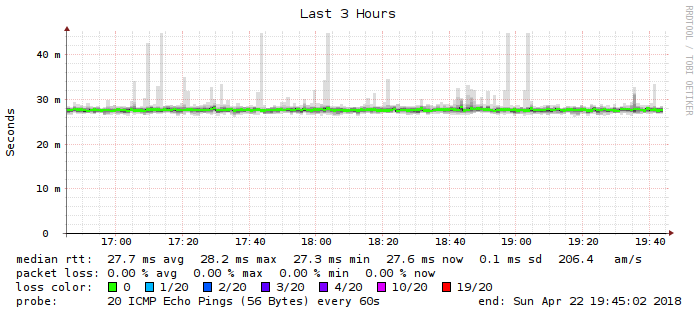 Last 3 Hours
RRDTOOL / TOBI OETIKER
Seconds
40 m
30 m
20 m
10 m
0
17:00 17:20 17:40 18:00 18:20 18:40 19:00 19:20 19:40
median rtt: 27.7 ms avg 28.2 ms max 27.3 ms min 27.6 ms now 0.1 ms sd 206.4 am/s
packet loss: 0.00 % avg 0.00 % max 0.00 % min 0.00 % now
loss color: 0 1/20 2/20 3/20 4/20 10/20 19/20
probe: 20 ICMP Echo Pings (56 Bytes) every 60s end: Sun Apr 22 19:45:02 2018